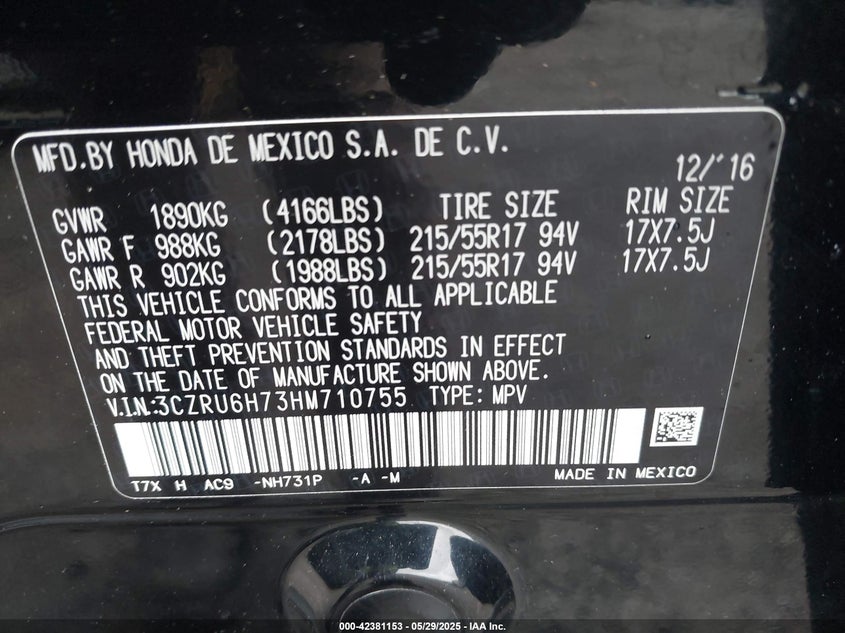 MFD.BY HONDA DE MEXICO S.A. DE C.V.
12/'16
GVWR 1890KG (4166LBS) TIRE SIZE RIM SIZE
GAWR F 988KG (2178LBS) 215/55R17 94V 17X7.5J
GAWR R 902KG (1988LBS) 215/55R17 94V 17X7.5J
THIS VEHICLE CONFORMS TO ALL APPLICABLE
FEDERAL MOTOR VEHICLE SAFETY
AND THEFT PREVENTION STANDARDS IN EFFECT
ON THE DATE OF MANUFACTURE SHOWN ABOVE.
V.I.N:3CZRU6H73HM710755 TYPE:MPV
T7X H AC9 -NH731P -A -M MADE IN MEXICO
000-42381153 - 05/29/2025 - IAA Inc.